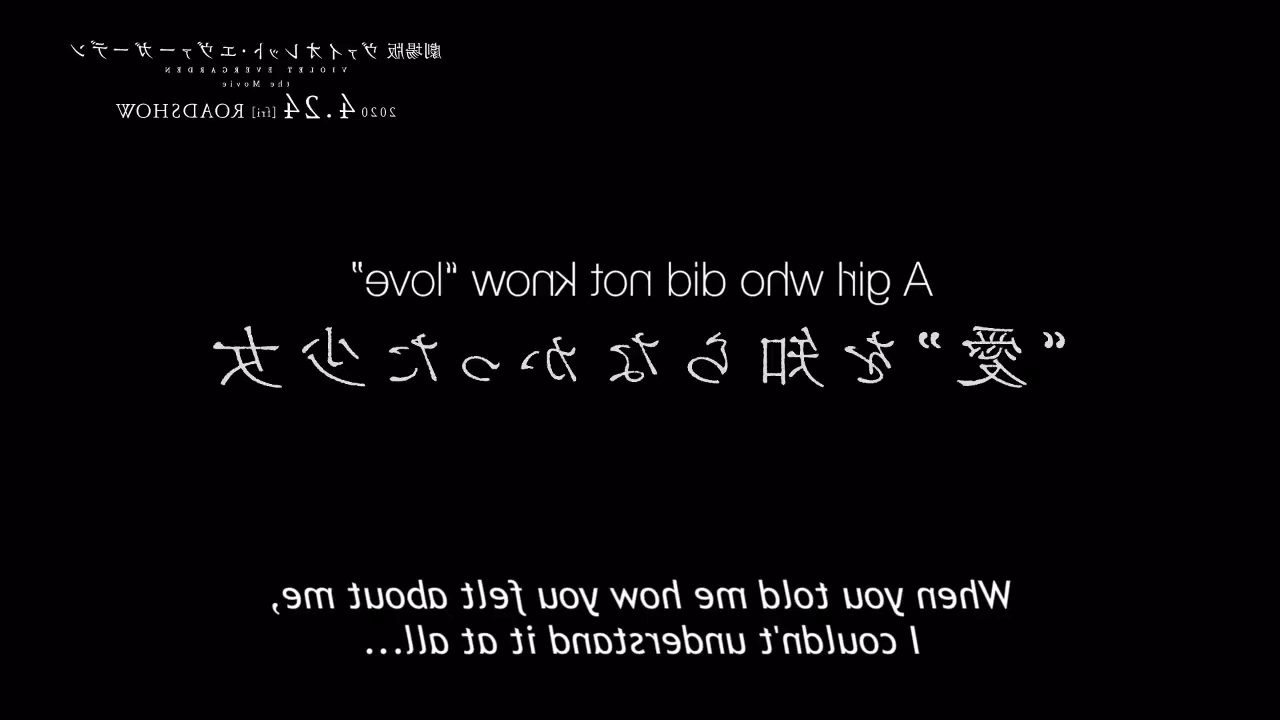 劇場版 ヴァイオレット・エヴァーガーデン
VIOLET EVERGARDEN
the Movie
2020 4.24 [fri] ROADSHOW
A girl who did not know “love”
“愛”を知らなかった少女
When you told me how you felt about me,
I couldn't understand it at all...